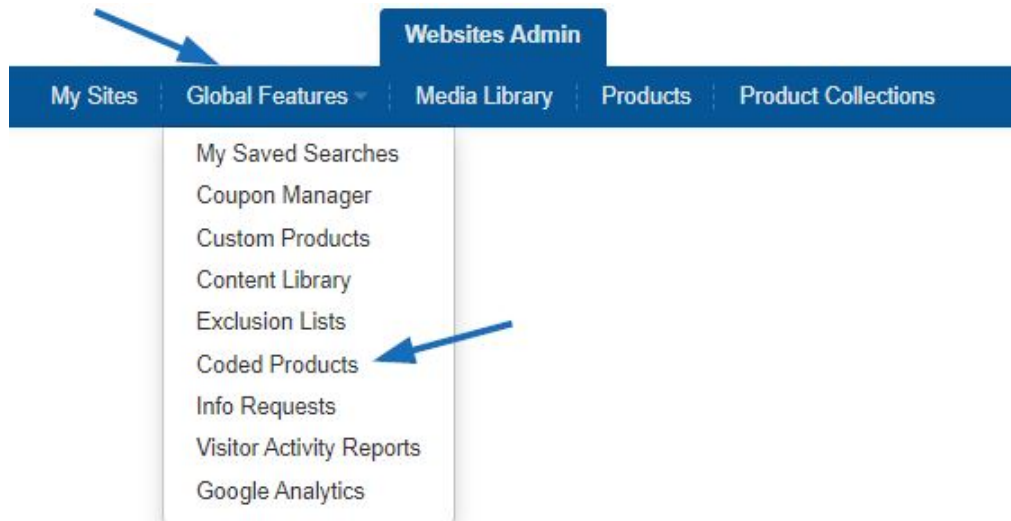 Websites Admin
My Sites Global Features Media Library Products Product Collections
My Saved Searches
Coupon Manager
Custom Products
Content Library
Exclusion Lists
Coded Products
Info Requests
Visitor Activity Reports
Google Analytics